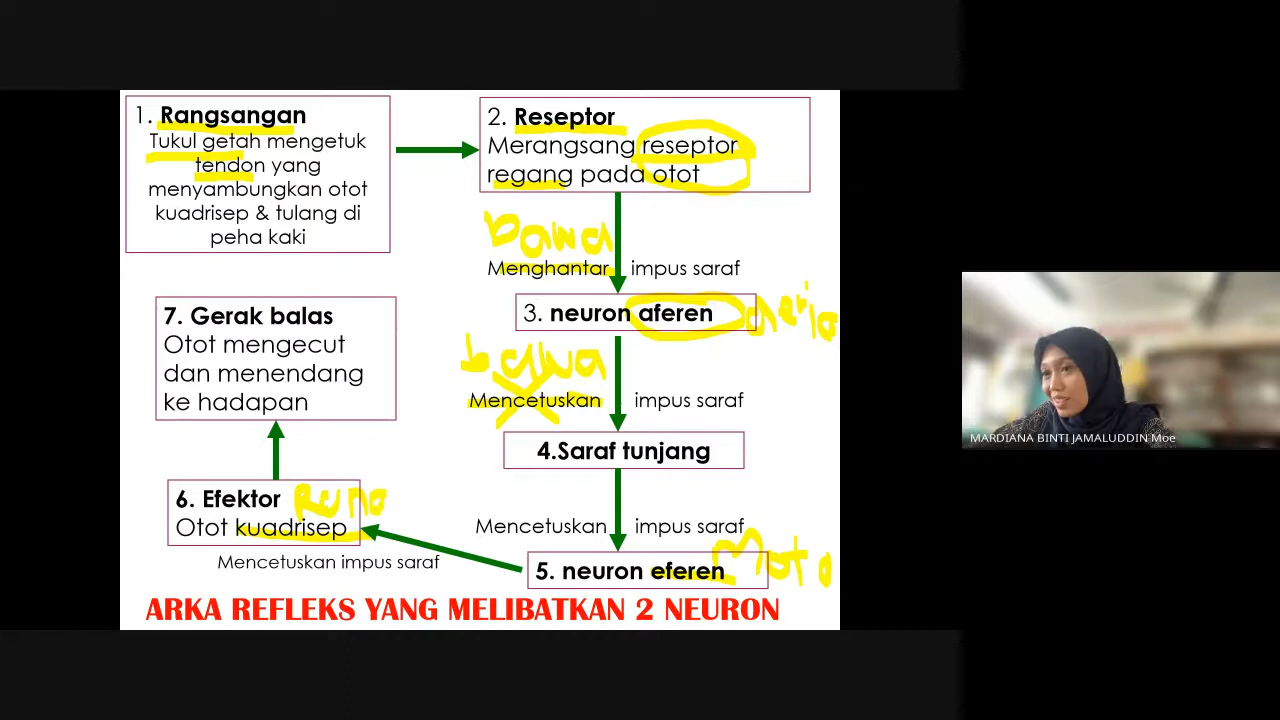 1. Rangsangan
Tukul getah mengetuk
tendon yang
menyambungkan otot
kuadrisep & tulang di
peha kaki
2. Reseptor
Merangsang reseptor
regang pada otot
bawa
Menghantar impus saraf
3. neuron aferen deria
bawa
Mencetuskan impus saraf
4.Saraf tunjang
Mencetuskan impus saraf
5. neuron eferen Moto
6. Efektor
Otot kuadrisep
Mencetuskan impus saraf
7. Gerak balas
Otot mengecut
dan menendang
ke hadapan
ARKA REFLEKS YANG MELIBATKAN 2 NEURON
MARDIANA BINTI JAMALUDDIN Moe